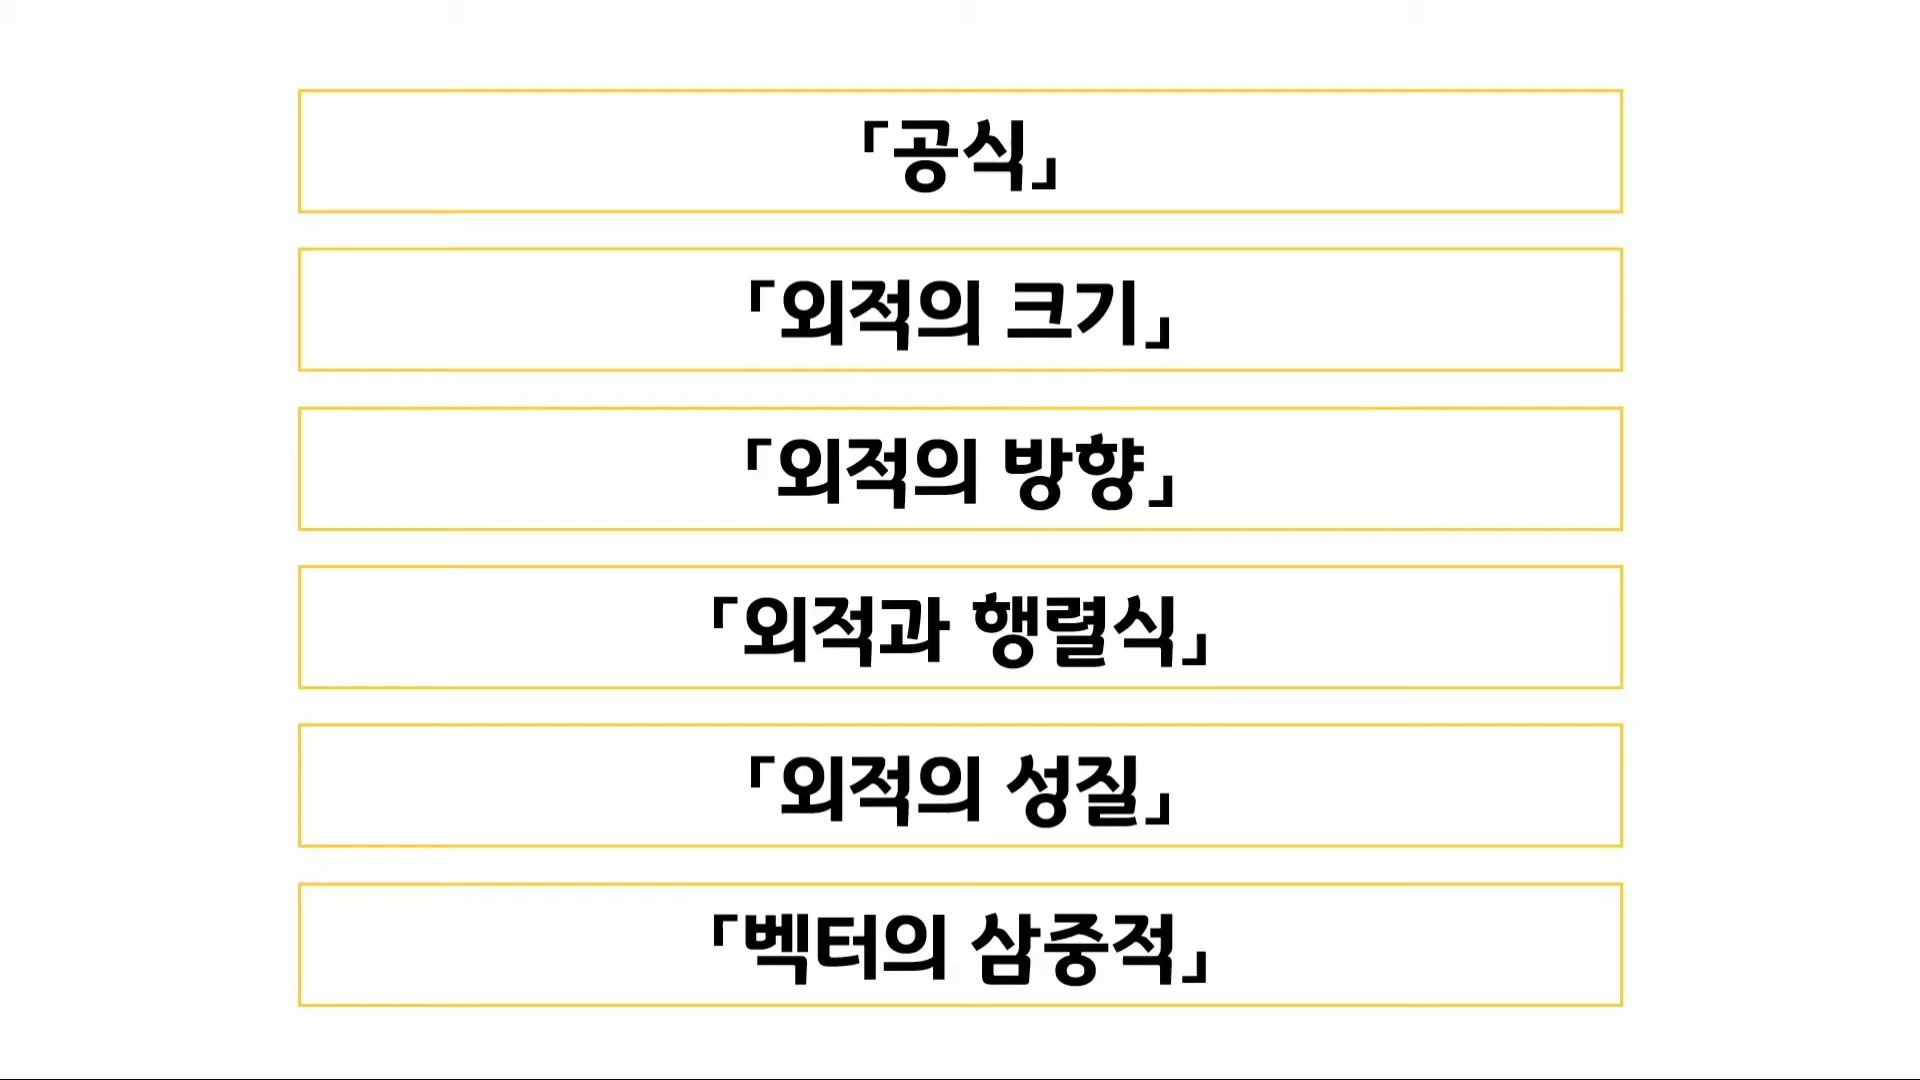 「공식」
「외적의 크기」
「외적의 방향」
「외적과 행렬식」
「외적의 성질」
「벡터의 삼중적」